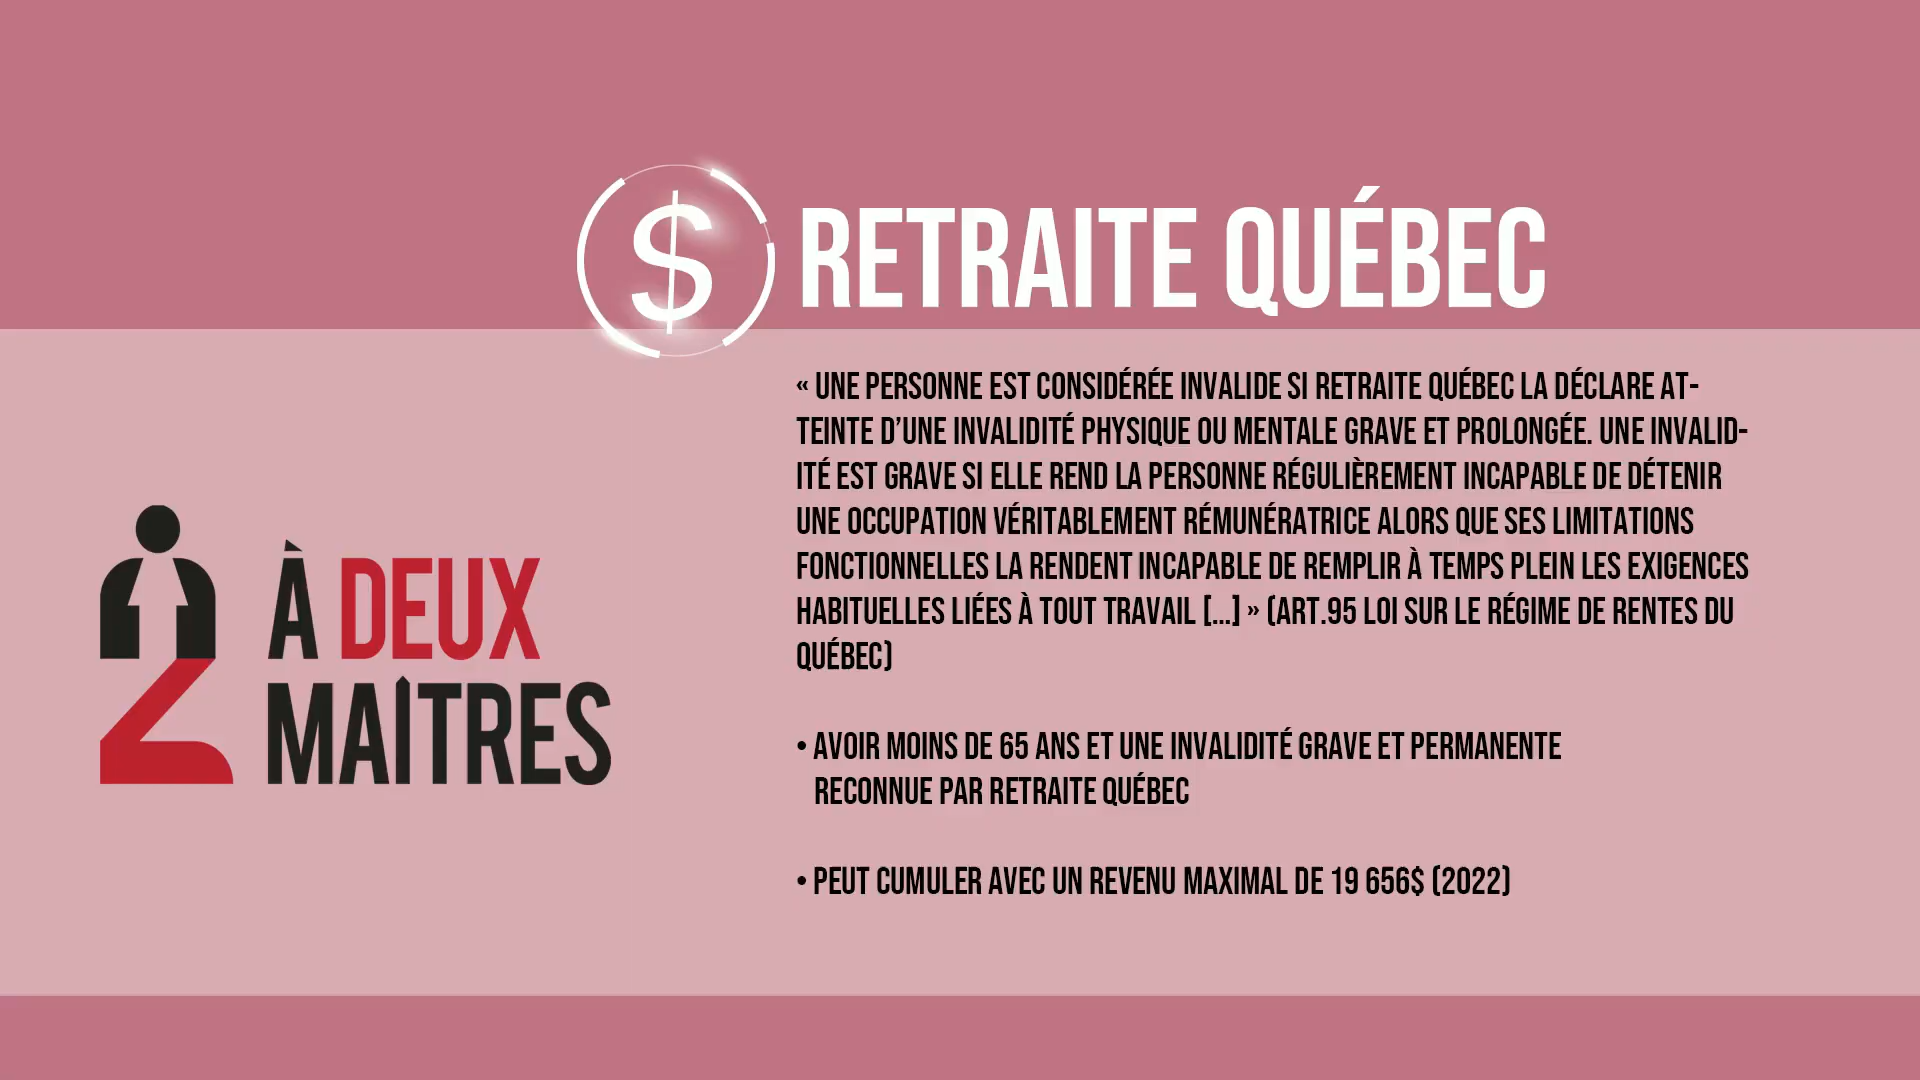 $ RETRAITE QUÉBEC
« UNE PERSONNE EST CONSIDÉRÉE INVALIDE SI RETRAITE QUÉBEC LA DÉCLARE AT-
TEINTE D’UNE INVALIDITÉ PHYSIQUE OU MENTALE GRAVE ET PROLONGÉE. UNE INVALID-
ITÉ EST GRAVE SI ELLE REND LA PERSONNE RÉGULIÈREMENT INCAPABLE DE DÉTENIR
UNE OCCUPATION VÉRITABLEMENT RÉMUNÉRATRICE ALORS QUE SES LIMITATIONS
FONCTIONNELLES LA RENDENT INCAPABLE DE REMPLIR À TEMPS PLEIN LES EXIGENCES
HABITUELLES LIÉES À TOUT TRAVAIL [...] » (ART.95 LOI SUR LE RÉGIME DE RENTES DU
QUÉBEC)
• AVOIR MOINS DE 65 ANS ET UNE INVALIDITÉ GRAVE ET PERMANENTE
RECONNUE PAR RETRAITE QUÉBEC
• PEUT CUMULER AVEC UN REVENU MAXIMAL DE 19 656$ (2022)
À DEUX
MAÎTRES